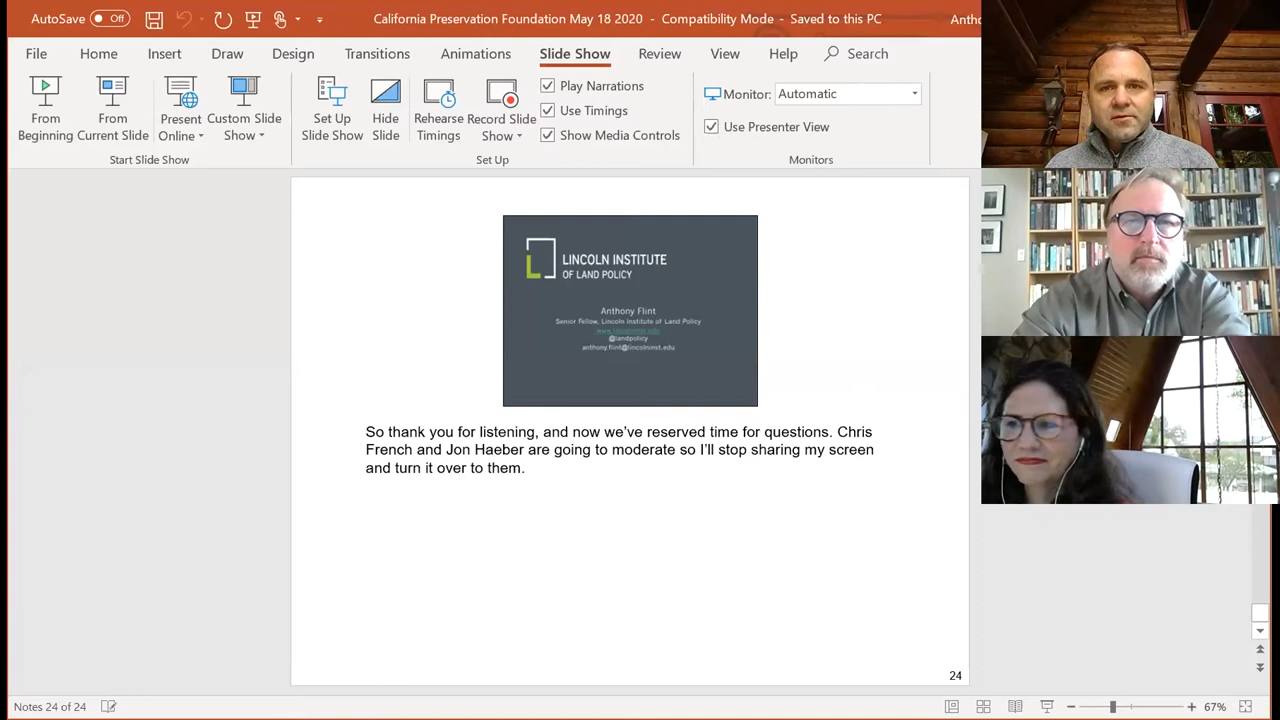 AutoSave Off California Preservation Foundation May 18 2020 - Compatibility Mode - Saved to this PC Antho
File Home Insert Draw Design Transitions Animations Slide Show Review View Help Search
From Beginning
From Current Slide
Present Online
Custom Slide Show
Set Up Slide Show
Hide Slide
Rehearse Timings
Record Slide Show
Play Narrations
Use Timings
Show Media Controls
Monitor: Automatic
Use Presenter View
Start Slide Show Set Up Monitors
LINCOLN INSTITUTE
OF LAND POLICY
Anthony Flint
Senior Fellow, Lincoln Institute of Land Policy
@landpolicy
anthony.flint@lincolninst.edu
So thank you for listening, and now we've reserved time for questions. Chris
French and Jon Haeber are going to moderate so I'll stop sharing my screen
and turn it over to them.
24
Notes 24 of 24 67%